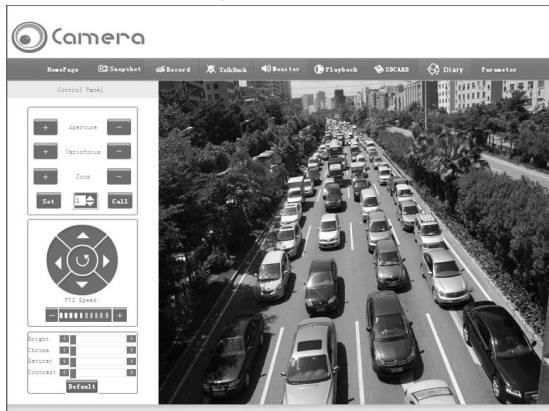 Camera
HomePage Snapshot Record TalkBack Monitor Playback SDCARD Diary Parameter
Control Panel
+ Aperture -
+ Variofocus -
+ Zoom -
Set 1 Call
PTZ Speed:
- +
Bright
Chroma
Saturat
Contrast
Default